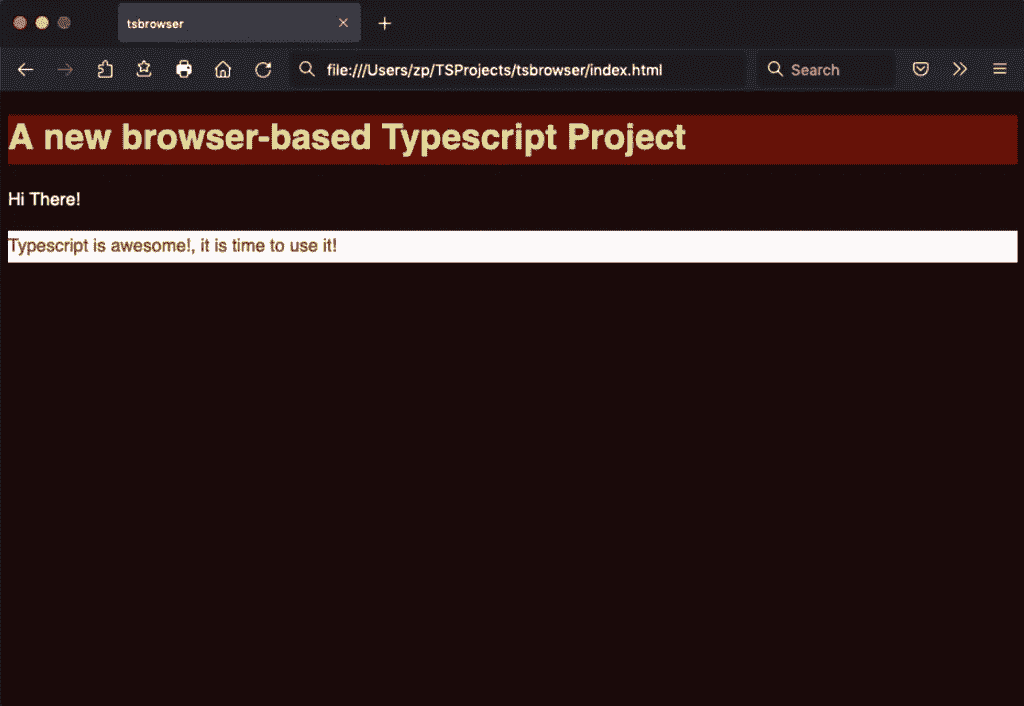 tsbrowser
file:///Users/zp/TSProjects/tsbrowser/index.html
Search
A new browser-based Typescript Project
Hi There!
Typescript is awesome!, it is time to use it!